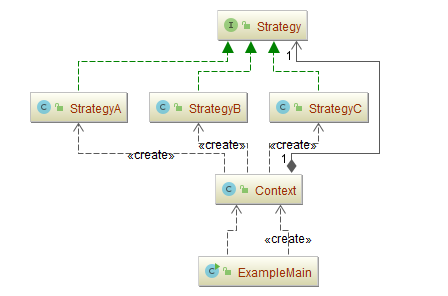 I Strategy
1
C StrategyA
C StrategyB
C StrategyC
«create»
«create»
«create»
1
C Context
«create»
C ExampleMain